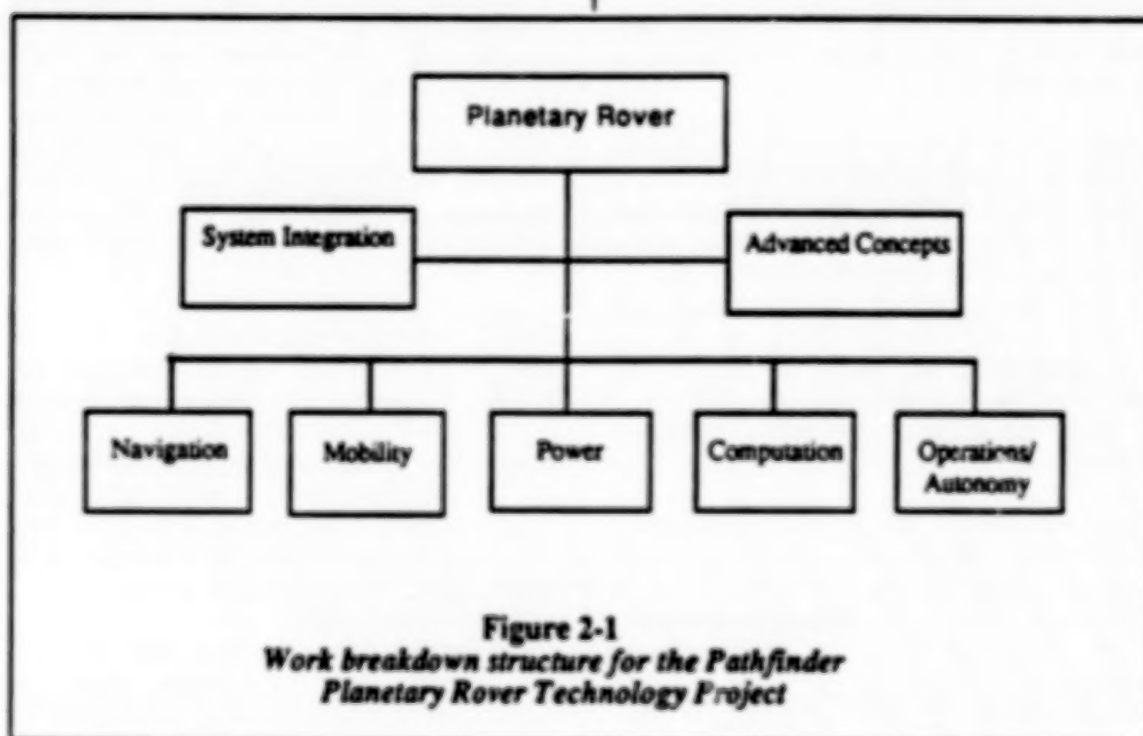 Planetary Rover
System Integration
Advanced Concepts
Navigation
Mobility
Power
Computation
Operations/
Autonomy
Figure 2-1
Work breakdown structure for the Pathfinder
Planetary Rover Technology Project